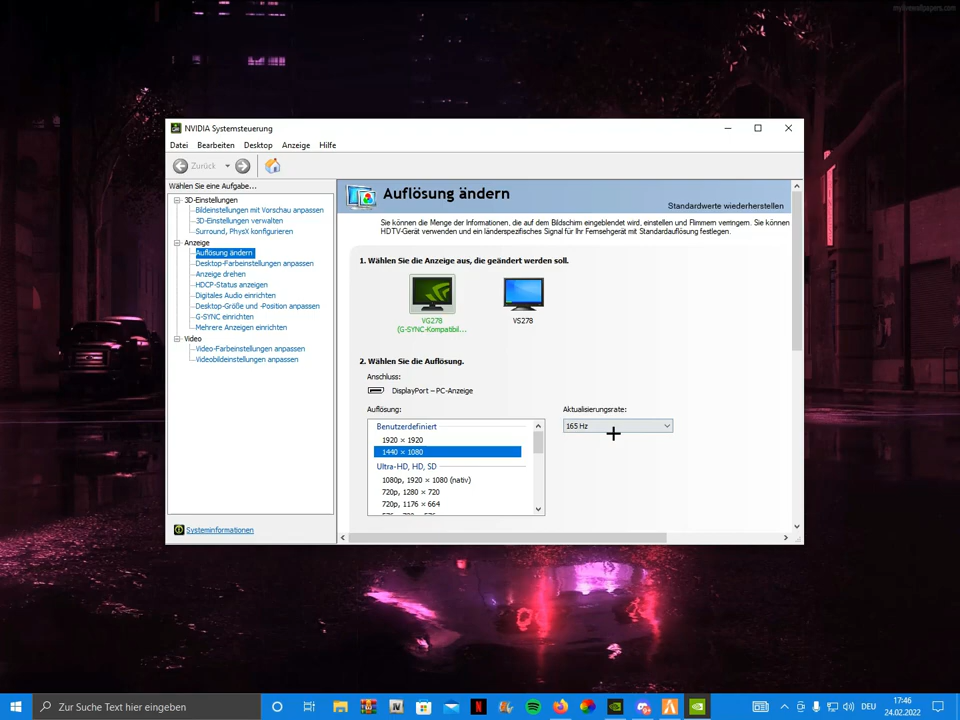 mylivewallpapers.com
NVIDIA Systemsteuerung
Datei Bearbeiten Desktop Anzeige Hilfe
Zurück
Wählen Sie eine Aufgabe...
3D-Einstellungen
Bildeinstellungen mit Vorschau anpassen
3D-Einstellungen verwalten
Surround, PhysX konfigurieren
Anzeige
Auflösung ändern
Desktop-Farbeinstellungen anpassen
Anzeige drehen
HDCP-Status anzeigen
Digitales Audio einrichten
Desktop-Größe und -Position anpassen
G-SYNC einrichten
Mehrere Anzeigen einrichten
Video
Video-Farbeinstellungen anpassen
Videobildeinstellungen anpassen
Systeminformationen
Auflösung ändern
Standardwerte wiederherstellen
Sie können die Menge der Informationen, die auf dem Bildschirm eingeblendet wird, einstellen und Flimmern verringern. Sie können
HDTV-Gerät verwenden und ein länderspezifisches Signal für Ihr Fernsehgerät mit Standardauflösung festlegen.
1. Wählen Sie die Anzeige aus, die geändert werden soll.
VG278
(G-SYNC-Kompatibil...
VS278
2. Wählen Sie die Auflösung.
Anschluss:
DisplayPort – PC-Anzeige
Auflösung:
Benutzerdefiniert
1920 × 1920
1440 × 1080
Ultra-HD, HD, SD
1080p, 1920 × 1080 (nativ)
720p, 1280 × 720
720p, 1176 × 664
Aktualisierungsrate:
165 Hz
Zur Suche Text hier eingeben
IV
N
DEU
17:46
24.02.2022